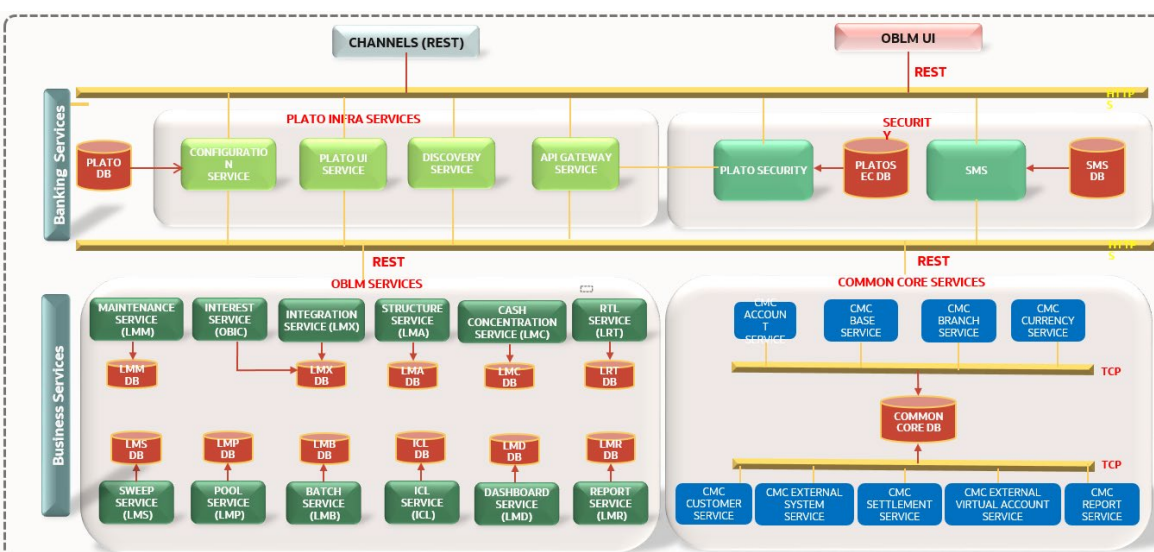 CHANNELS (REST)
OBLM UI
REST
HTTP
S
Banking Services
PLATO INFRA SERVICES
SECURIT
Y
PLATO
DB
CONFIGURATIO
N
SERVICE
PLATO UI
SERVICE
DISCOVERY
SERVICE
API GATEWAY
SERVICE
PLATO SECURITY
PLATOS
EC DB
SMS
SMS
DB
HTTP
S
REST
REST
Business Services
OBLM SERVICES
COMMON CORE SERVICES
MAINTENANCE
SERVICE
(LMM)
INTEREST
SERVICE
(OBIC)
INTEGRATION
SERVICE (LMX)
STRUCTURE
SERVICE
(LMA)
CASH
CONCENTRATION
SERVICE (LMC)
RTL
SERVICE
(LRT)
LMM
DB
LMX
DB
LMA
DB
LMC
DB
LRT
DB
LMS
DB
LMP
DB
LMB
DB
ICL
DB
LMD
DB
LMR
DB
SWEEP
SERVICE
(LMS)
POOL
SERVICE
(LMP)
BATCH
SERVICE
(LMB)
ICL
SERVICE
(ICL)
DASHBOARD
SERVICE
(LMD)
REPORT
SERVICE
(LMR)
CMC
ACCOUN
T
SERVICE
CMC
BASE
SERVICE
CMC
BRANCH
SERVICE
CMC
CURRENCY
SERVICE
TCP
COMMON
CORE DB
TCP
CMC
CUSTOMER
SERVICE
CMC EXTERNAL
SYSTEM
SERVICE
CMC
SETTLEMENT
SERVICE
CMC EXTERNAL
VIRTUAL ACCOUNT
SERVICE
CMC
REPORT
SERVICE